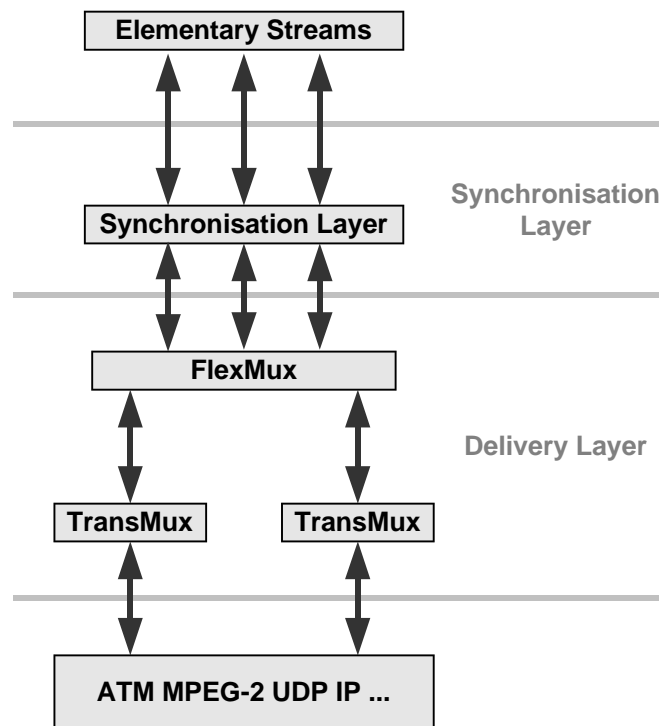 Elementary Streams
Synchronisation
Layer
Synchronisation Layer
FlexMux
Delivery Layer
TransMux
TransMux
ATM MPEG-2 UDP IP ...